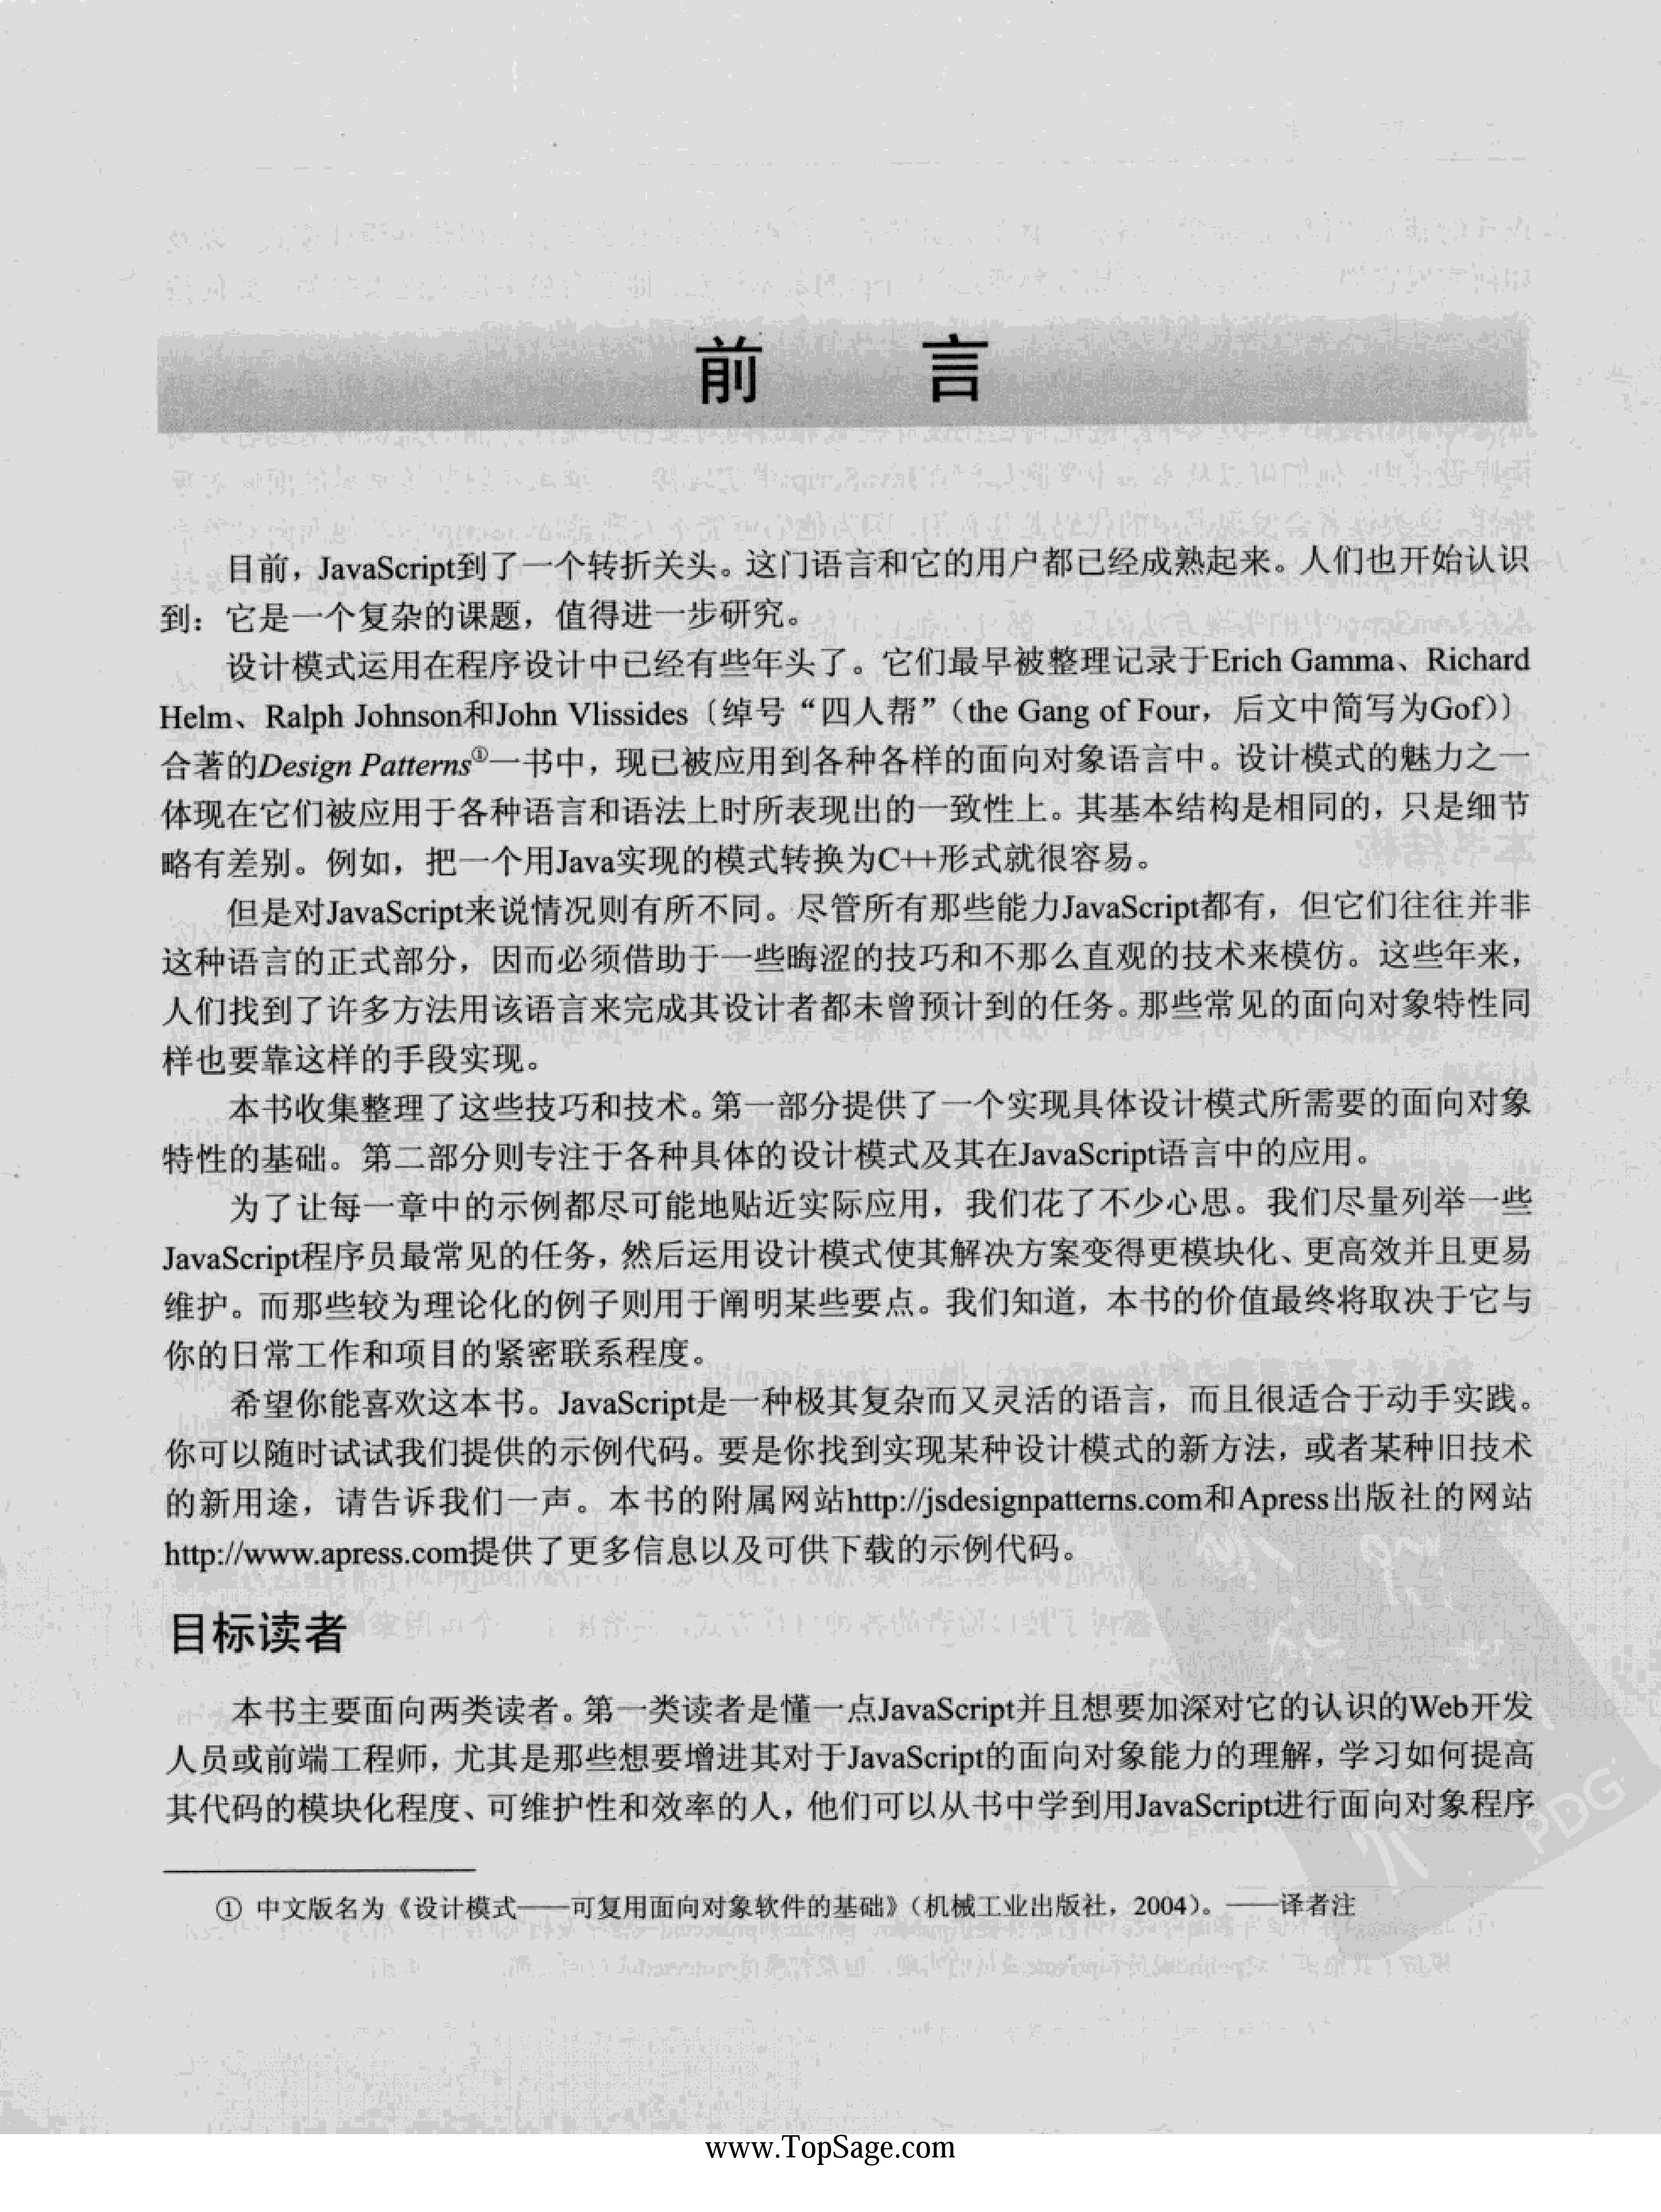 前 言
目前，JavaScript到了一个转折关头。这门语言和它的用户都已经成熟起来。人们也开始认识
到：它是一个复杂的课题，值得进一步研究。
设计模式运用在程序设计中已经有些年头了。它们最早被整理记录于Erich Gamma、Richard
Helm、Ralph Johnson和John Vlissides〔绰号“四人帮”（the Gang of Four，后文中简写为Gof）〕
合著的Design Patterns①一书中，现已被应用到各种各样的面向对象语言中。设计模式的魅力之一
体现在它们被应用于各种语言和语法上时所表现出的一致性上。其基本结构是相同的，只是细节
略有差别。例如，把一个用Java实现的模式转换为C++形式就很容易。
但是对JavaScript来说情况则有所不同。尽管所有那些能力JavaScript都有，但它们往往并非
这种语言的正式部分，因而必须借助于一些晦涩的技巧和不那么直观的技术来模仿。这些年来，
人们找到了许多方法用该语言来完成其设计者都未曾预计到的任务。那些常见的面向对象特性同
样也要靠这样的手段实现。
本书收集整理了这些技巧和技术。第一部分提供了一个实现具体设计模式所需要的面向对象
特性的基础。第二部分则专注于各种具体的设计模式及其在JavaScript语言中的应用。
为了让每一章中的示例都尽可能地贴近实际应用，我们花了不少心思。我们尽量列举一些
JavaScript程序员最常见的任务，然后运用设计模式使其解决方案变得更模块化、更高效并且更易
维护。而那些较为理论化的例子则用于阐明某些要点。我们知道，本书的价值最终将取决于它与
你的日常工作和项目的紧密联系程度。
希望你能喜欢这本书。JavaScript是一种极其复杂而又灵活的语言，而且很适合于动手实践。
你可以随时试试我们提供的示例代码。要是你找到实现某种设计模式的新方法，或者某种旧技术
的新用途，请告诉我们一声。本书的附属网站http://jsdesignpatterns.com和Apress出版社的网站
http://www.apress.com提供了更多信息以及可供下载的示例代码。
目标读者
本书主要面向两类读者。第一类读者是懂一点JavaScript并且想要加深对它的认识的Web开发
人员或前端工程师，尤其是那些想要增进其对于JavaScript的面向对象能力的理解，学习如何提高
其代码的模块化程度、可维护性和效率的人，他们可以从书中学到用JavaScript进行面向对象程序
PDG
① 中文版名为《设计模式——可复用面向对象软件的基础》（机械工业出版社，2004）。——译者注
www.TopSage.com